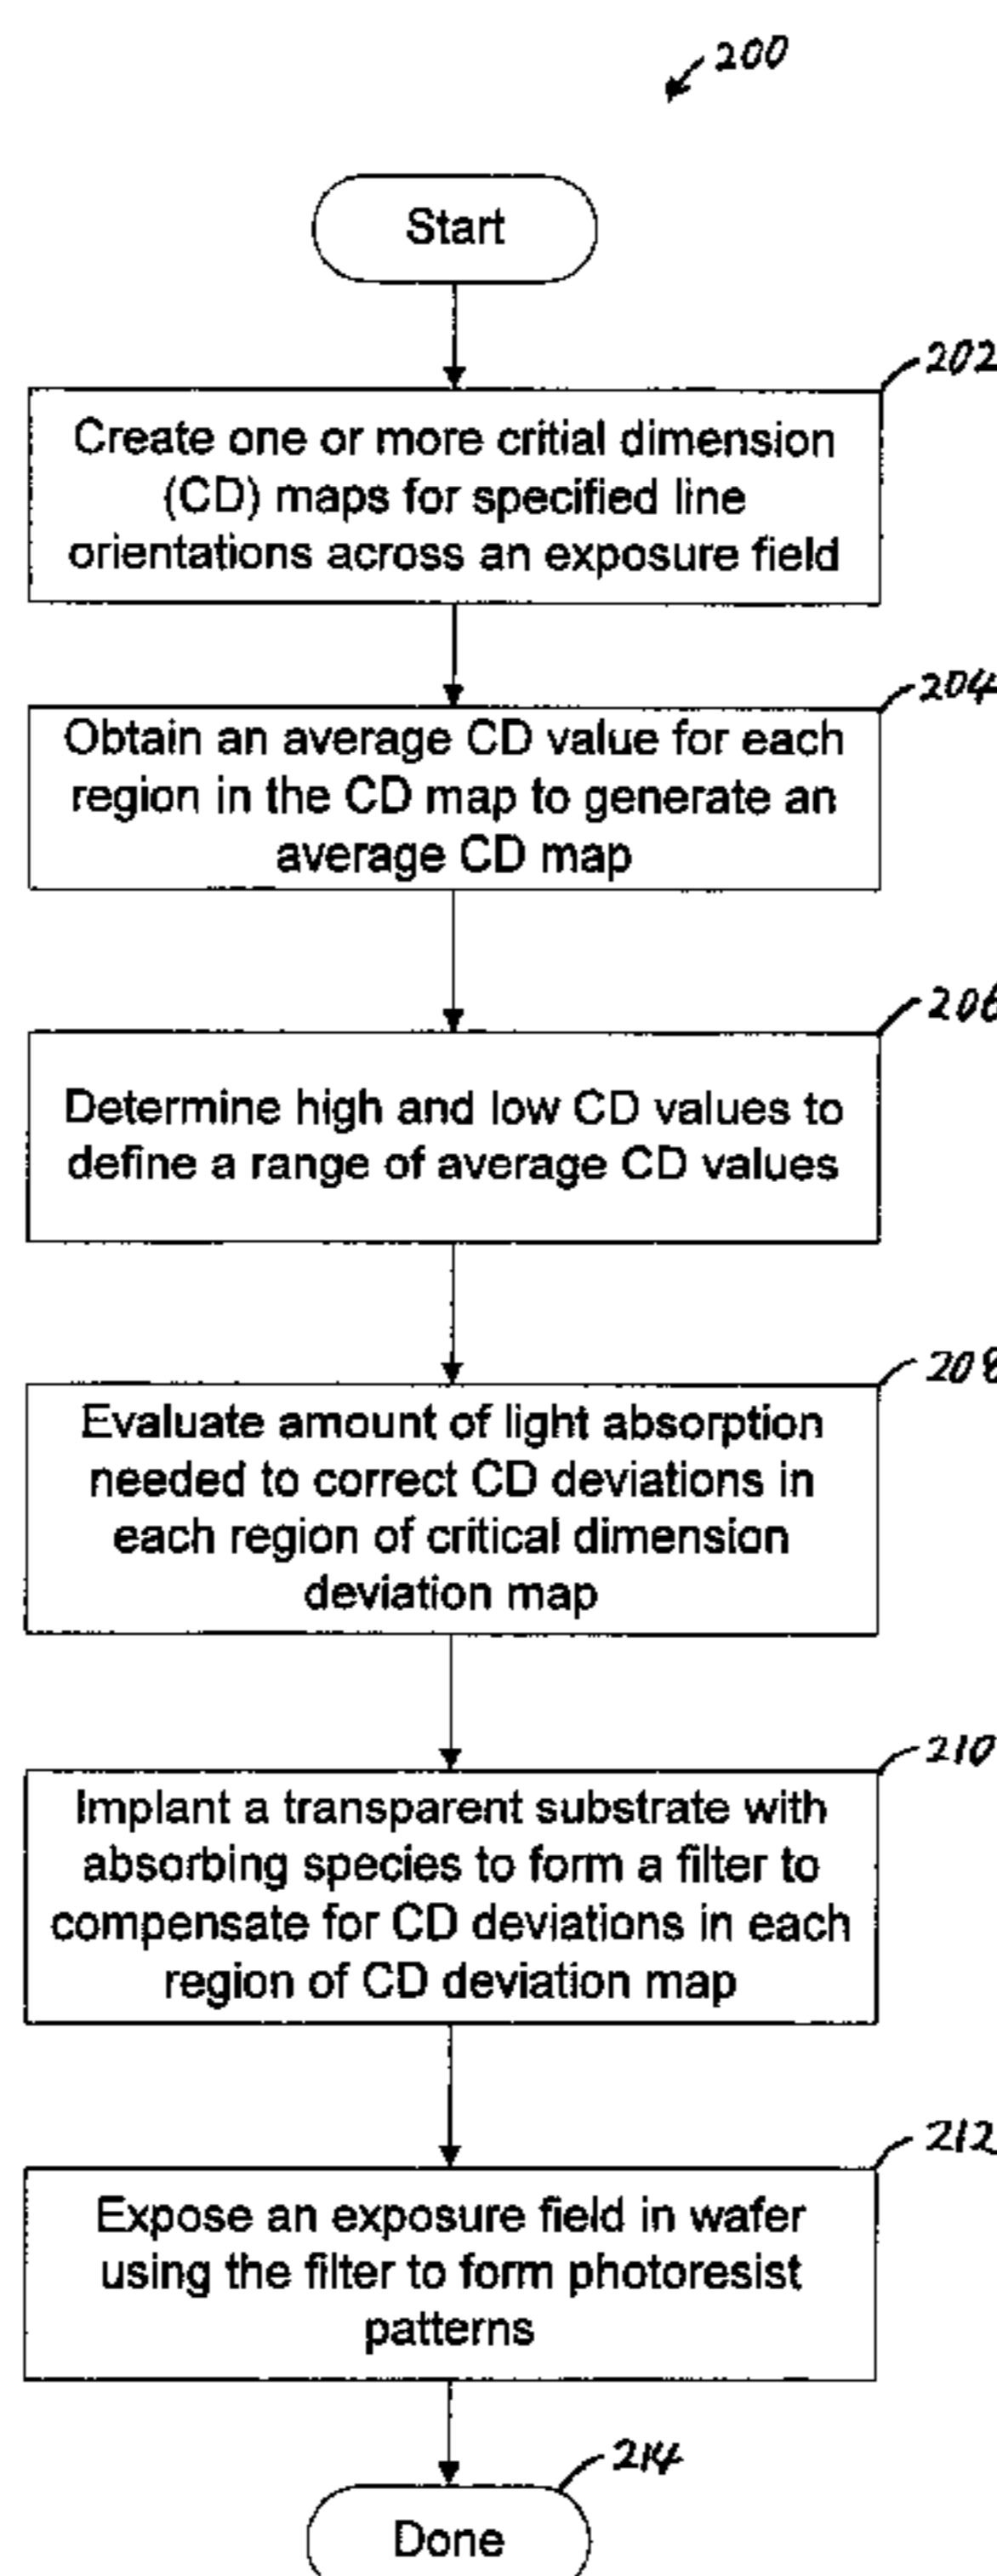 200
Start
202
Create one or more critial dimension
(CD) maps for specified line
orientations across an exposure field
204
Obtain an average CD value for each
region in the CD map to generate an
average CD map
206
Determine high and low CD values to
define a range of average CD values
208
Evaluate amount of light absorption
needed to correct CD deviations in
each region of critical dimension
deviation map
210
Implant a transparent substrate with
absorbing species to form a filter to
compensate for CD deviations in each
region of CD deviation map
212
Expose an exposure field in wafer
using the filter to form photoresist
patterns
214
Done